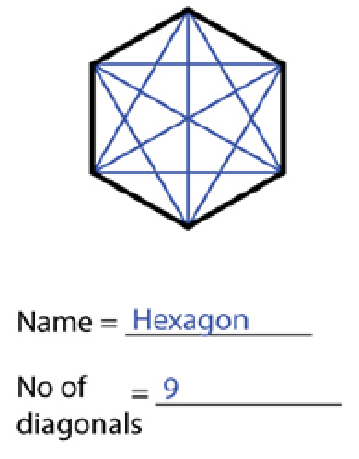 Name = Hexagon
No of = 9
diagonals